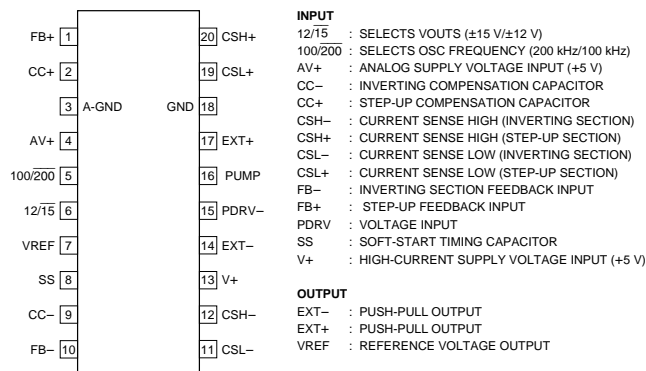 FB+ 1
CC+ 2
3 A-GND
AV+ 4
100/200 5
12/15 6
VREF 7
SS 8
CC– 9
FB– 10
20 CSH+
19 CSL+
GND 18
17 EXT+
16 PUMP
15 PDRV–
14 EXT–
13 V+
12 CSH–
11 CSL–
INPUT
12/15 : SELECTS VOUTS (±15 V/±12 V)
100/200 : SELECTS OSC FREQUENCY (200 kHz/100 kHz)
AV+ : ANALOG SUPPLY VOLTAGE INPUT (+5 V)
CC– : INVERTING COMPENSATION CAPACITOR
CC+ : STEP-UP COMPENSATION CAPACITOR
CSH– : CURRENT SENSE HIGH (INVERTING SECTION)
CSH+ : CURRENT SENSE HIGH (STEP-UP SECTION)
CSL– : CURRENT SENSE LOW (INVERTING SECTION)
CSL+ : CURRENT SENSE LOW (STEP-UP SECTION)
FB– : INVERTING SECTION FEEDBACK INPUT
FB+ : STEP-UP FEEDBACK INPUT
PDRV : VOLTAGE INPUT
SS : SOFT-START TIMING CAPACITOR
V+ : HIGH-CURRENT SUPPLY VOLTAGE INPUT (+5 V)
OUTPUT
EXT– : PUSH-PULL OUTPUT
EXT+ : PUSH-PULL OUTPUT
VREF : REFERENCE VOLTAGE OUTPUT